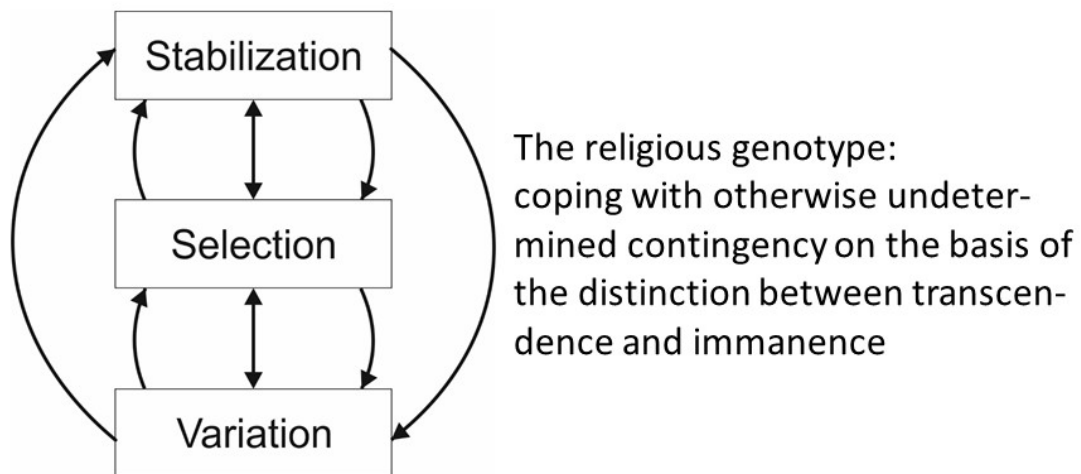 Stabilization
Selection
Variation
The religious genotype:
coping with otherwise undeter-
mined contingency on the basis of
the distinction between transcen-
dence and immanence